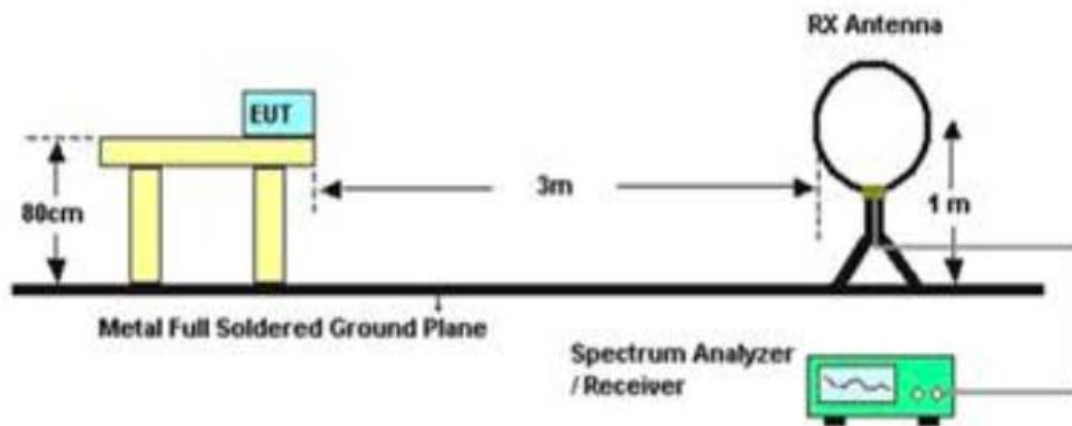 RX Antenna
EUT
80cm
3m
1 m
Metal Full Soldered Ground Plane
Spectrum Analyzer
/ Receiver